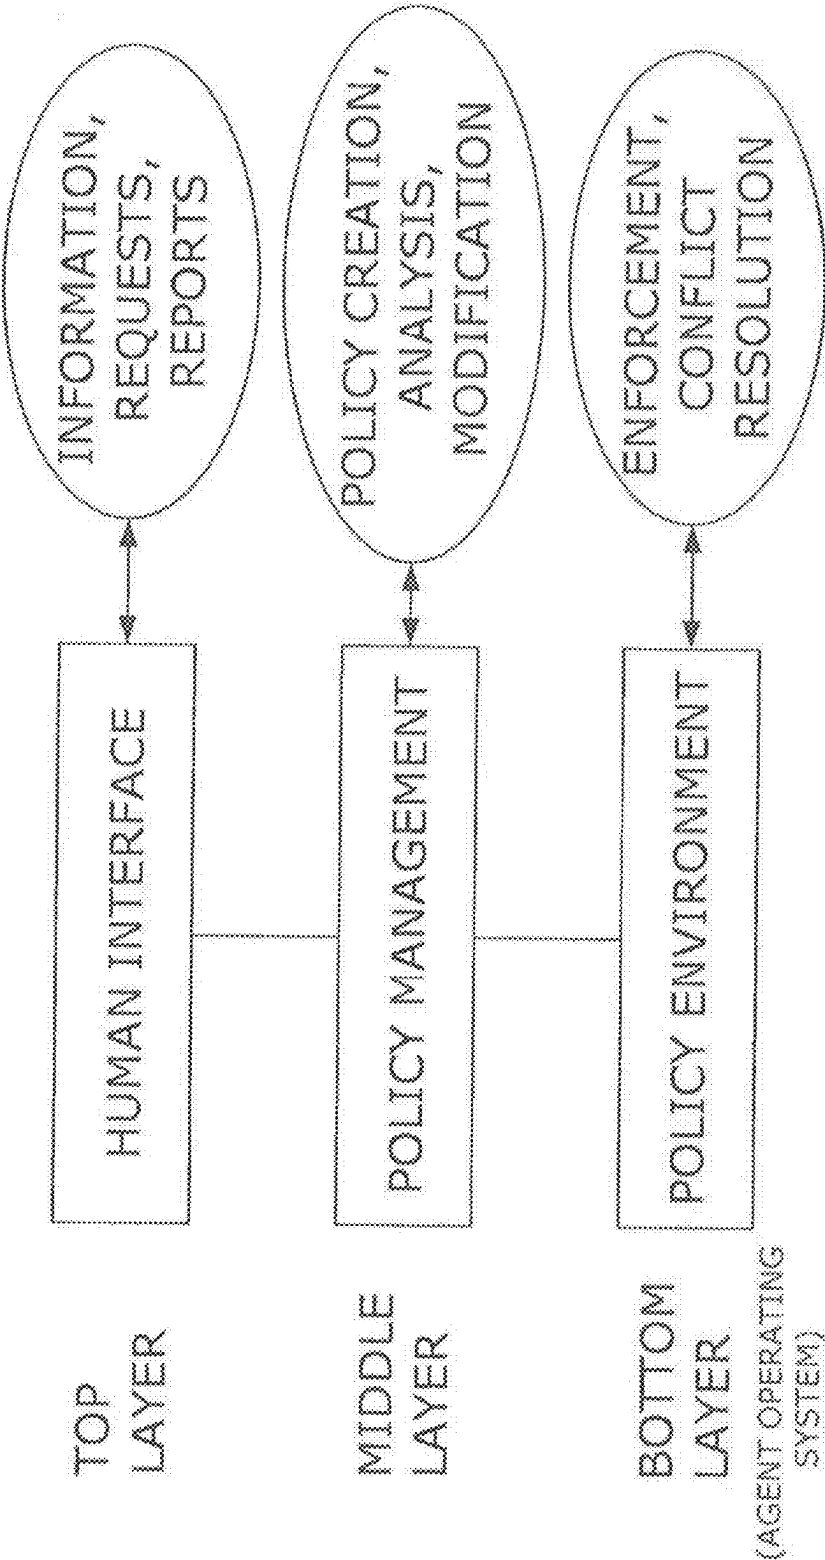 TOP
LAYER
HUMAN INTERFACE
INFORMATION,
REQUESTS,
REPORTS
MIDDLE
LAYER
POLICY MANAGEMENT
POLICY CREATION,
ANALYSIS,
MODIFICATION
BOTTOM
LAYER
(AGENT OPERATING
SYSTEM)
POLICY ENVIRONMENT
ENFORCEMENT,
CONFLICT
RESOLUTION